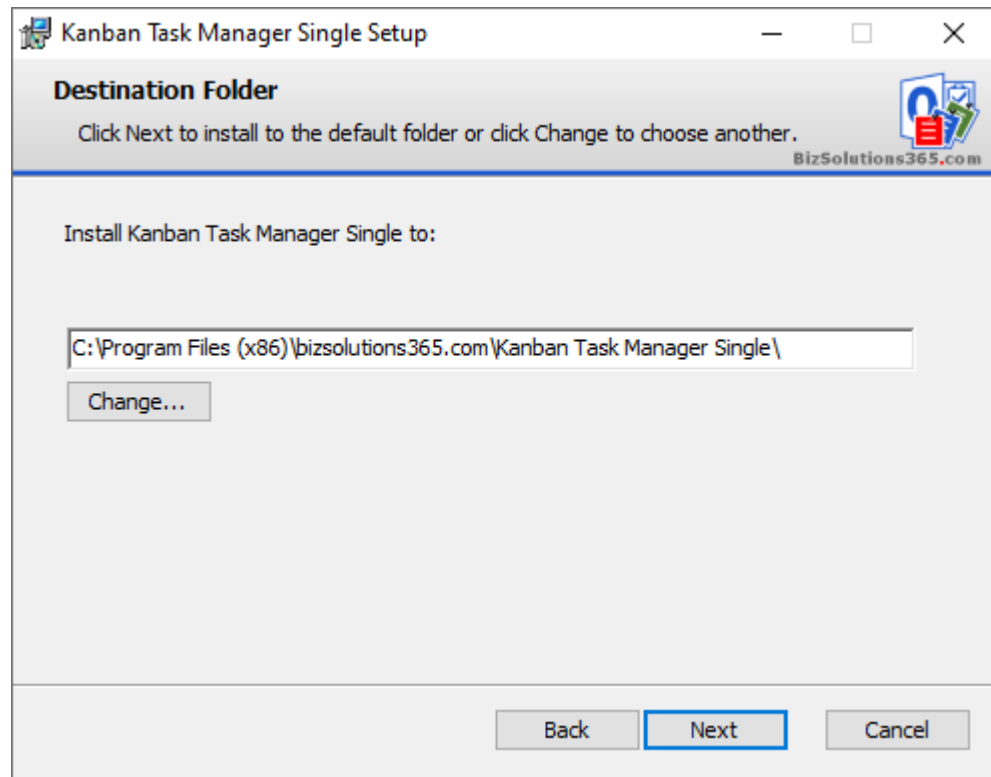 Kanban Task Manager Single Setup
Destination Folder
Click Next to install to the default folder or click Change to choose another.
BizSolutions365.com
Install Kanban Task Manager Single to:
C:\Program Files (x86)\bizsolutions365.com\Kanban Task Manager Single\
Change...
Back Next Cancel